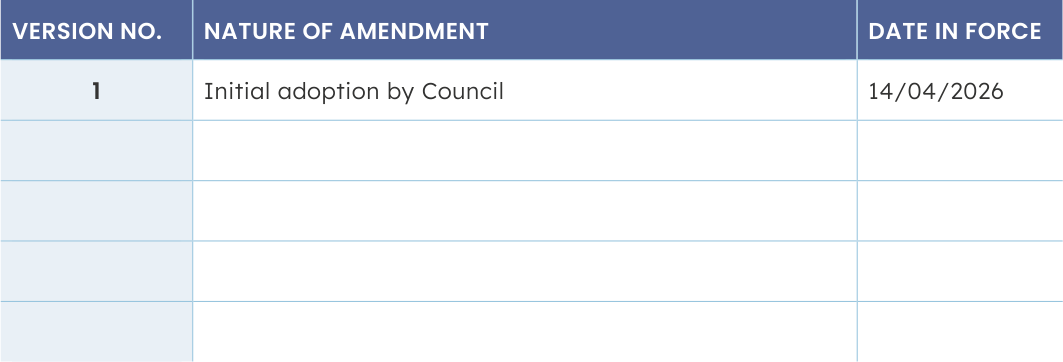 VERSION NO. NATURE OF AMENDMENT DATE IN FORCE
1 Initial adoption by Council 14/04/2026